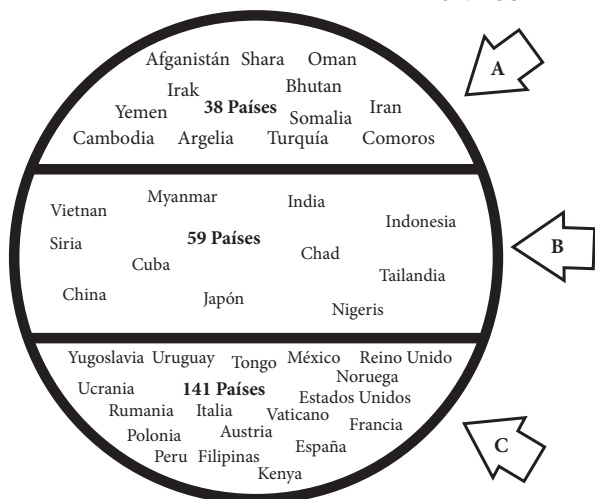 Afganistán Shara Oman
A
Irak Bhutan
Yemen 38 Países Somalia Iran
Cambodia Argelia Turquía Comoros
Myanmar India
Vietnan Indonesia
Siria 59 Países B
Cuba Chad
Tailandia
China Japón Nigeris
Yugoslavia Uruguay Tongo México Reino Unido
Noruega
Ucrania 141 Países Estados Unidos
Rumania Italia Vaticano
Polonia Austria Francia
España C
Peru Filipinas
Kenya